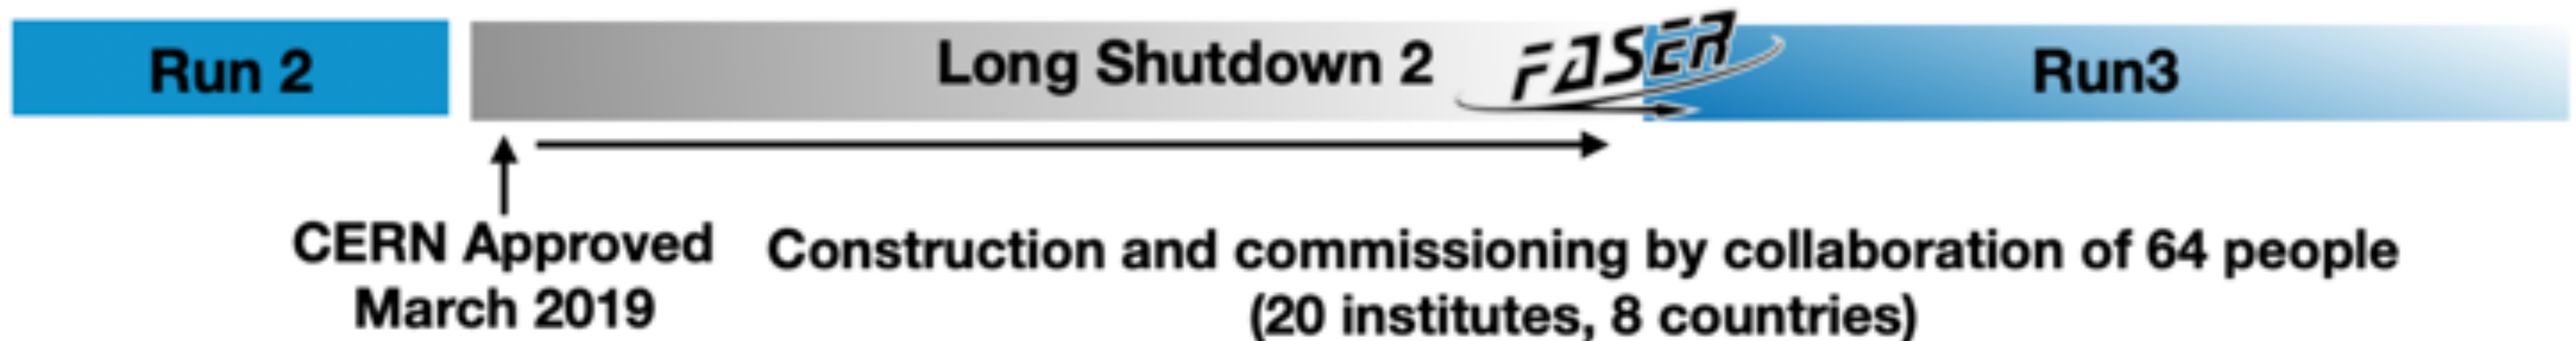 Run 2
Long Shutdown 2
FASER
Run3
CERN Approved
March 2019
Construction and commissioning by collaboration of 64 people
(20 institutes, 8 countries)